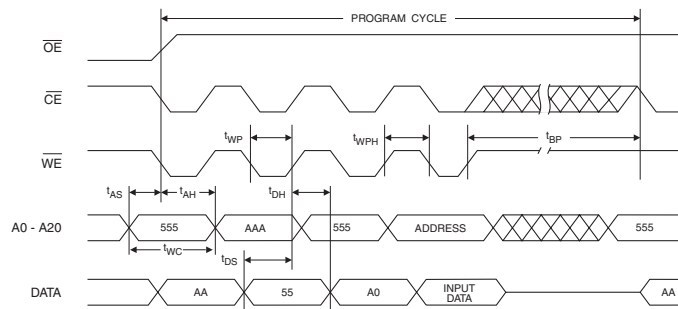 PROGRAM CYCLE
OE
CE
tWP
tWPH
tBP
WE
tAS
tAH
tDH
A0 - A20
555
AAA
555
ADDRESS
555
tWC
tDS
DATA
AA
55
A0
INPUT
DATA
AA